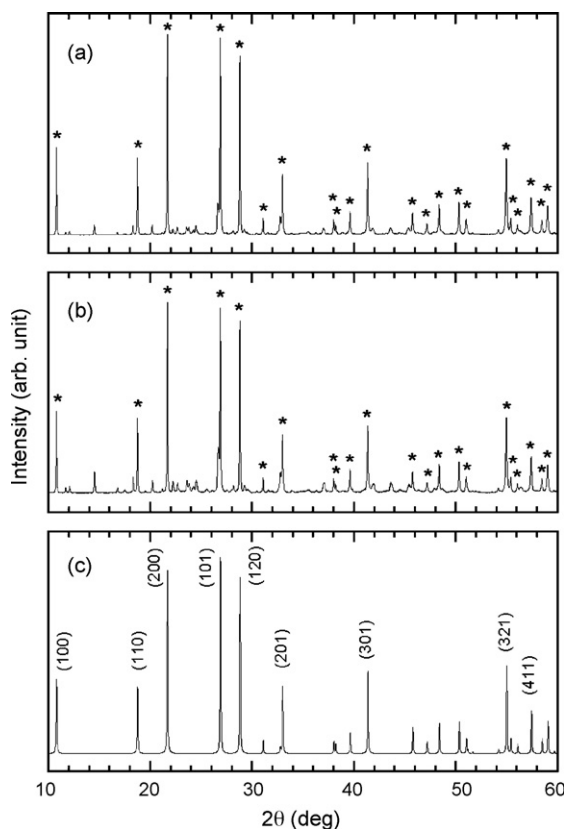 (a)
* * * * * * * * * * * * * * * * * * * * * *
(b)
* * * * * * * * * * * * * * * * * * * * * *
(c)
(100)
(110)
(200)
(101)
(120)
(201)
(301)
(321)
(411)
Intensity (arb. unit)
10 20 30 40 50 60
2θ (deg)